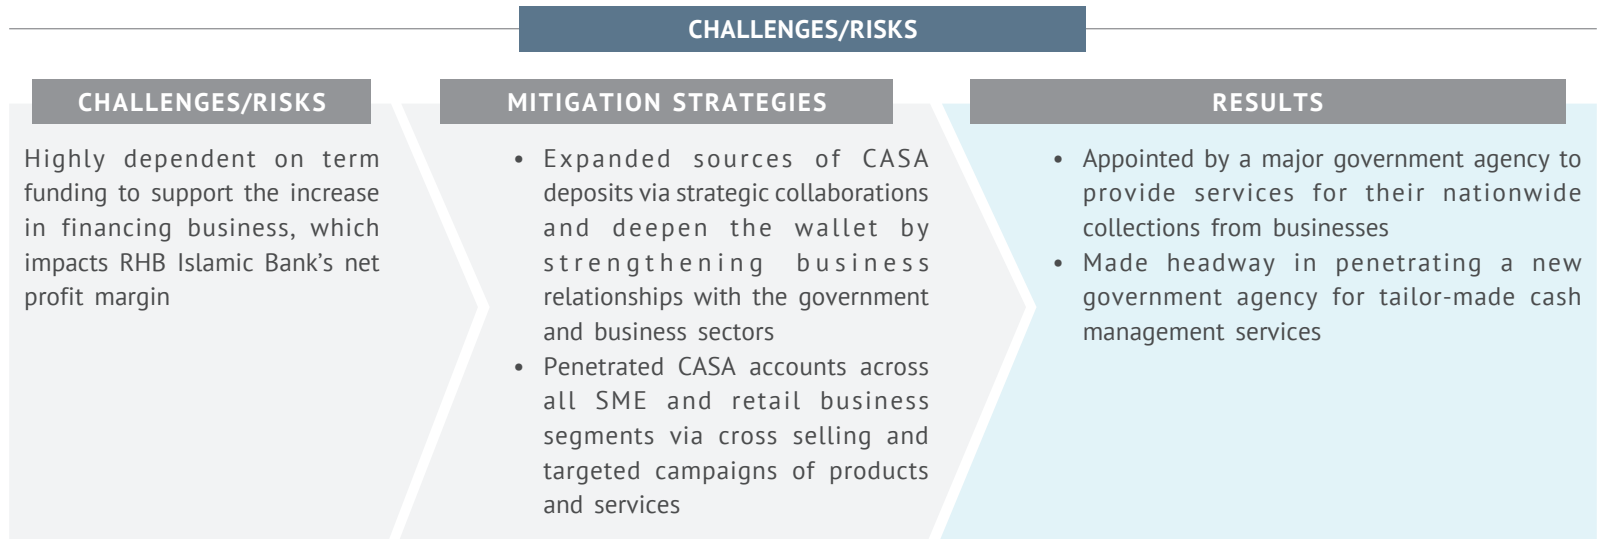 CHALLENGES/RISKS
CHALLENGES/RISKS
Highly dependent on term
funding to support the increase
in financing business, which
impacts RHB Islamic Bank's net
profit margin
MITIGATION STRATEGIES
• Expanded sources of CASA
deposits via strategic collaborations
and deepen the wallet by
strengthening business
relationships with the government
and business sectors
• Penetrated CASA accounts across
all SME and retail business
segments via cross selling and
targeted campaigns of products
and services
RESULTS
• Appointed by a major government agency to
provide services for their nationwide
collections from businesses
• Made headway in penetrating a new
government agency for tailor-made cash
management services